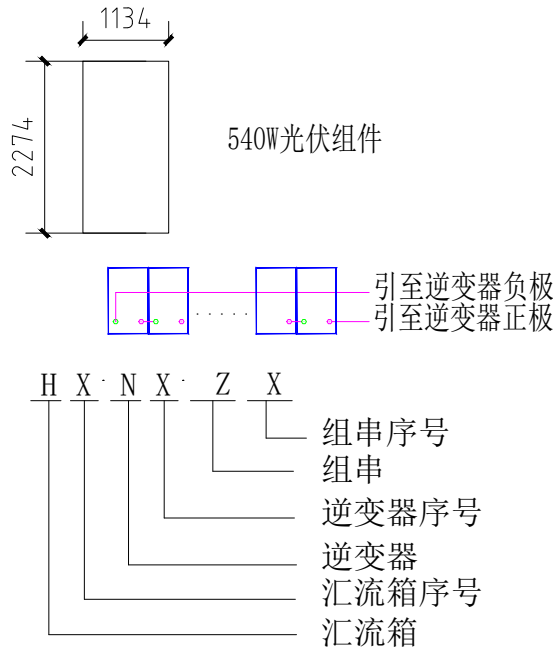 1134
2274
540W光伏组件
引至逆变器负极
引至逆变器正极
H X · N X · Z X
组串序号
组串
逆变器序号
逆变器
汇流箱序号
汇流箱